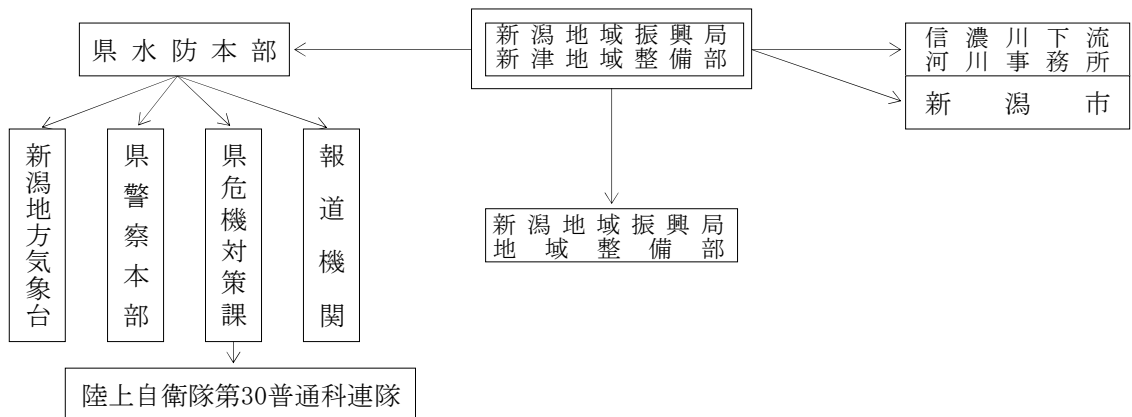 県水防本部
新潟地域振興局
新津地域整備部
信濃川下流
河川事務所
新潟市
新潟地方気象台
県警察本部
県危機対策課
報道機関
新潟地域振興局
地域整備部
陸上自衛隊第30普通科連隊